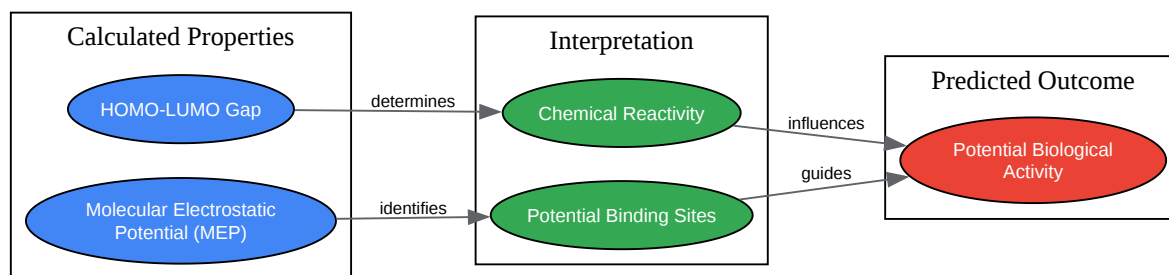 Calculated Properties
HOMO-LUMO Gap
Molecular Electrostatic
Potential (MEP)
determines
identifies
Interpretation
Chemical Reactivity
Potential Binding Sites
influences
guides
Predicted Outcome
Potential Biological
Activity